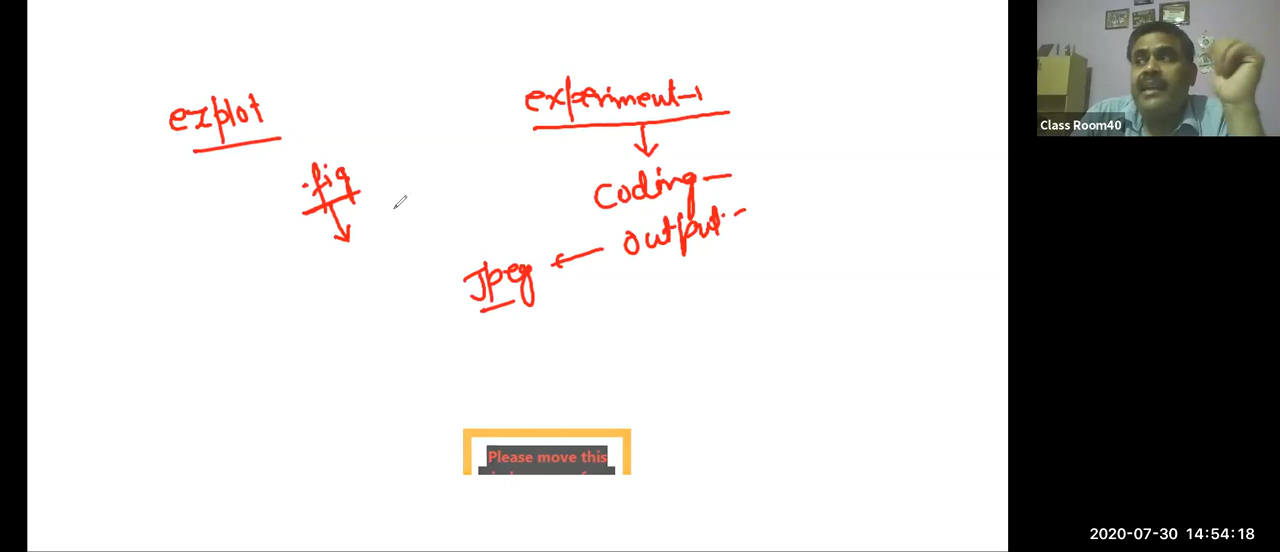 ezplot
.fig
experiment-1
Coding -
output -
Jpeg
Please move this
Class Room40
2020-07-30 14:54:18